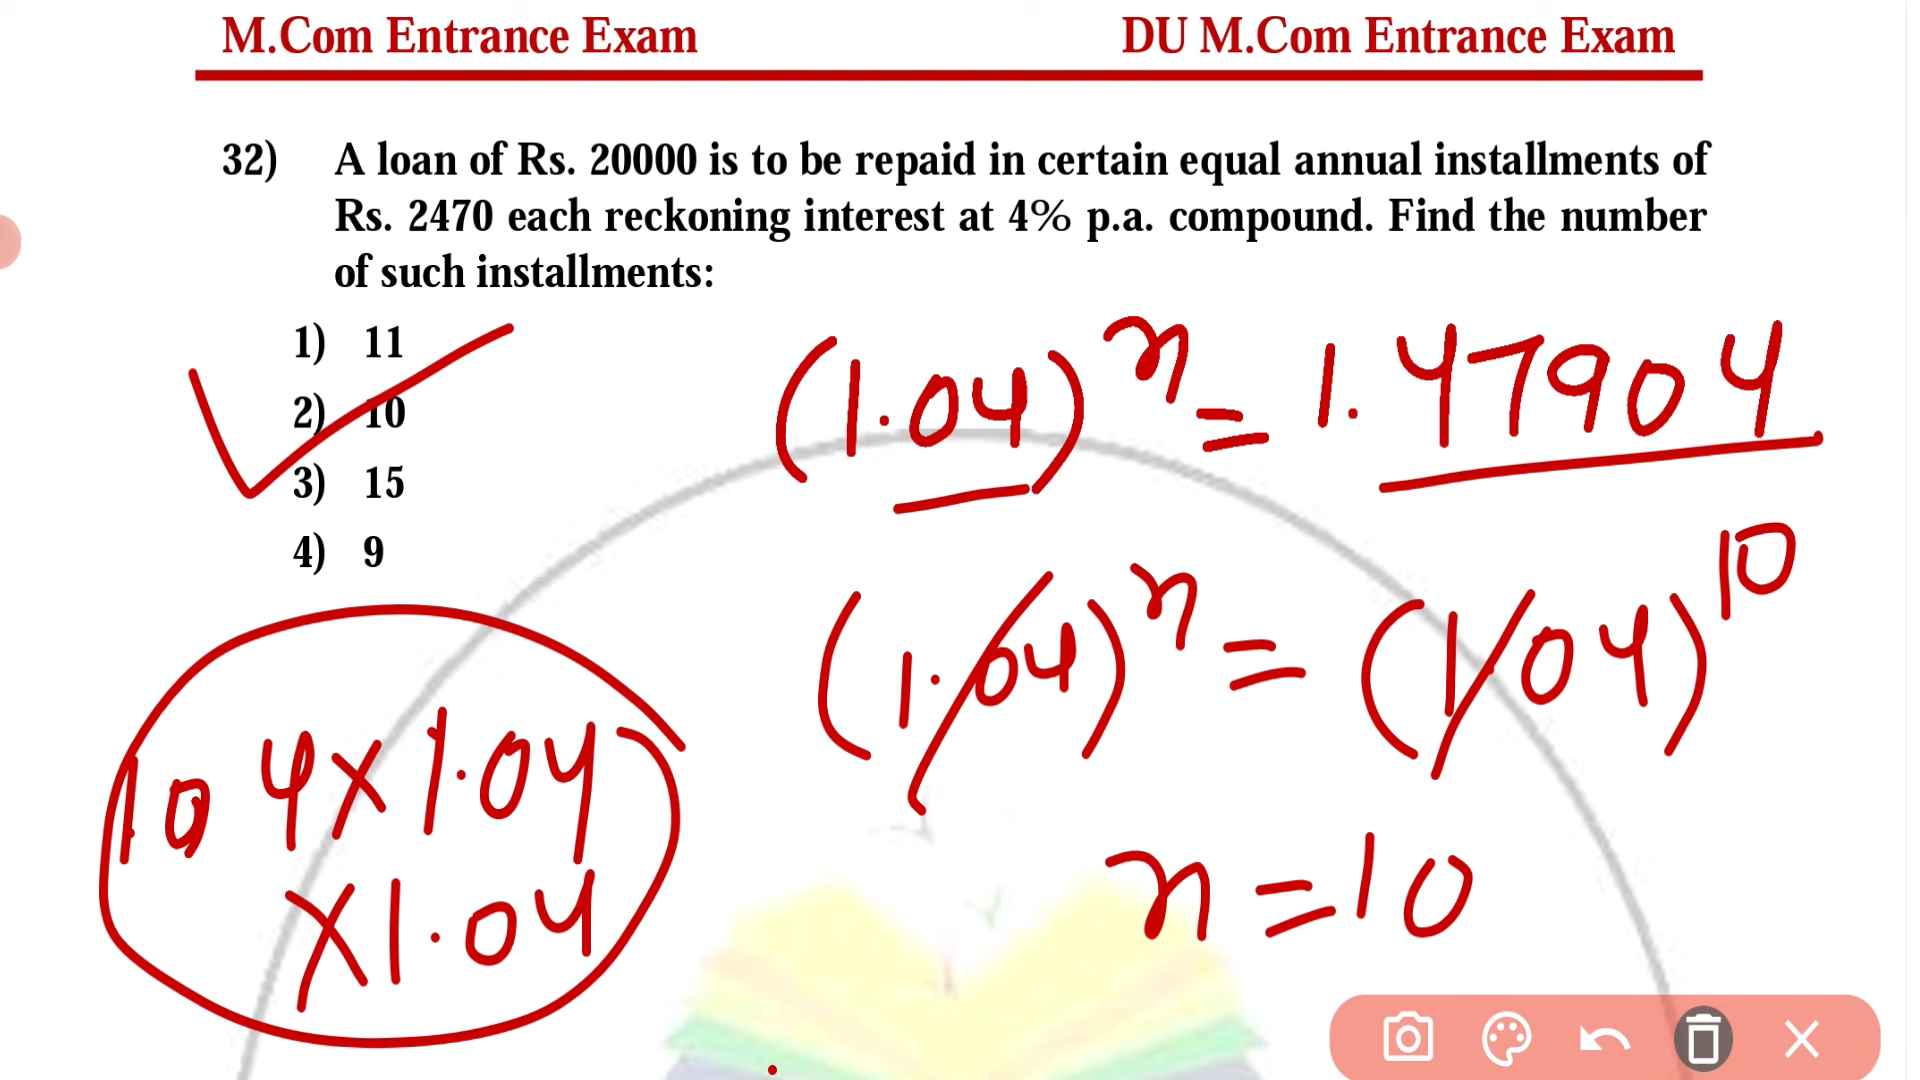 M.Com Entrance Exam DU M.Com Entrance Exam
32) A loan of Rs. 20000 is to be repaid in certain equal annual installments of
Rs. 2470 each reckoning interest at 4% p.a. compound. Find the number
of such installments:
1) 11
2) 10
3) 15
4) 9
(1.04)^n = 1.47904
(1.04)^n = (1.04)^10
1.04 x 1.04
x 1.04
n = 10